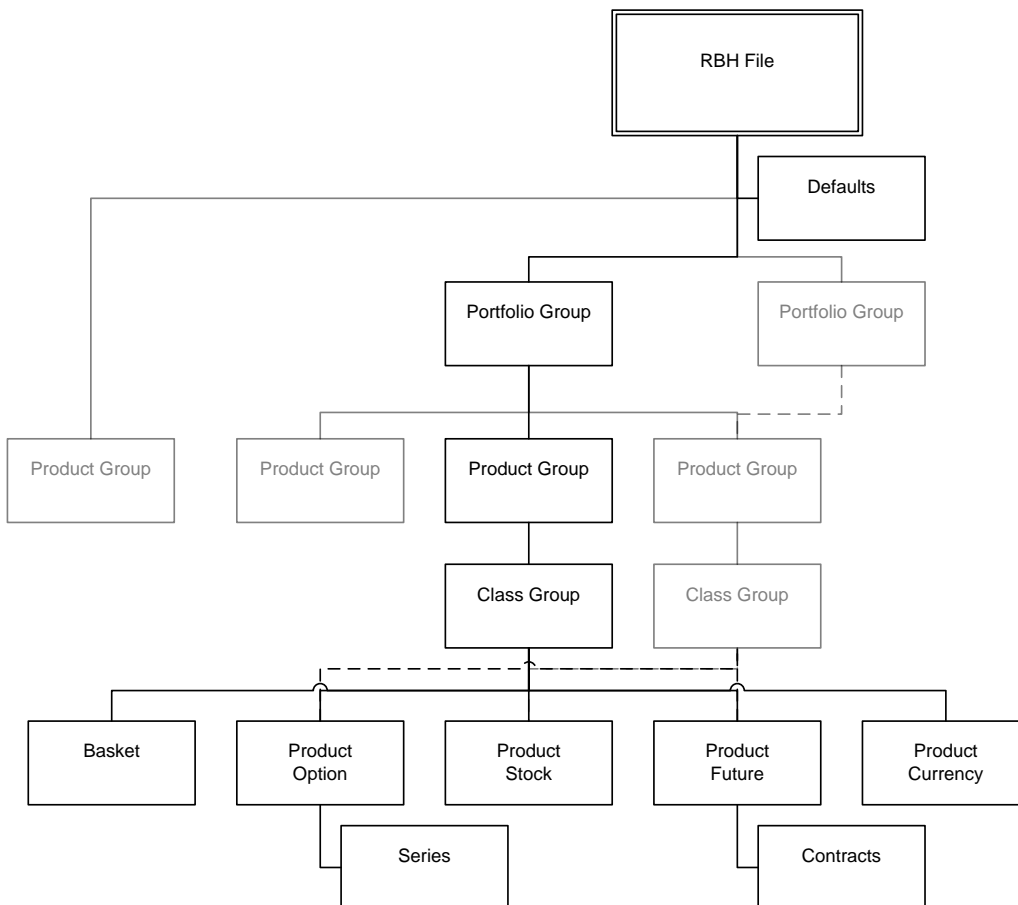 RBH File
Defaults
Portfolio Group
Portfolio Group
Product Group
Product Group
Product Group
Product Group
Class Group
Class Group
Basket
Product
Option
Product
Stock
Product
Future
Product
Currency
Series
Contracts